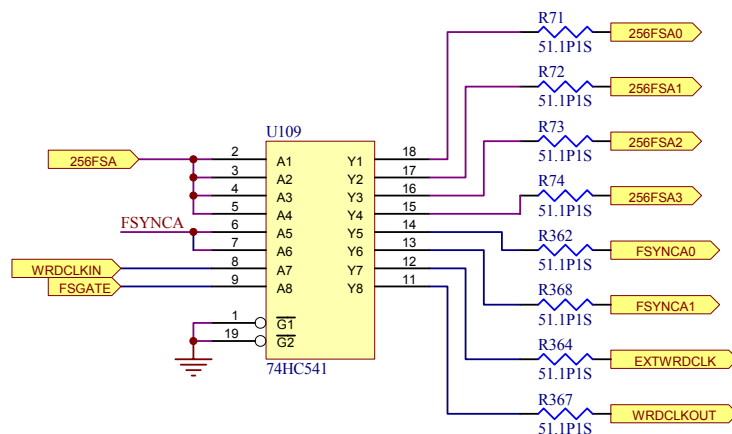 R71
256FSA0
51.1P1S
R72
256FSA1
51.1P1S
U109
R73
256FSA2
51.1P1S
256FSA 2 A1 Y1 18
3 A2 Y2 17
4 A3 Y3 16
5 A4 Y4 15
R74
256FSA3
51.1P1S
FSYNCA 6 A5 Y5 14
7 A6 Y6 13
R362
FSYNCA0
51.1P1S
WRDCLKIN 8 A7 Y7 12
FSGATE 9 A8 Y8 11
R368
FSYNCA1
51.1P1S
1 G1
19 G2
R364
EXTWRDCLK
51.1P1S
74HC541
R367
WRDCLKOUT
51.1P1S